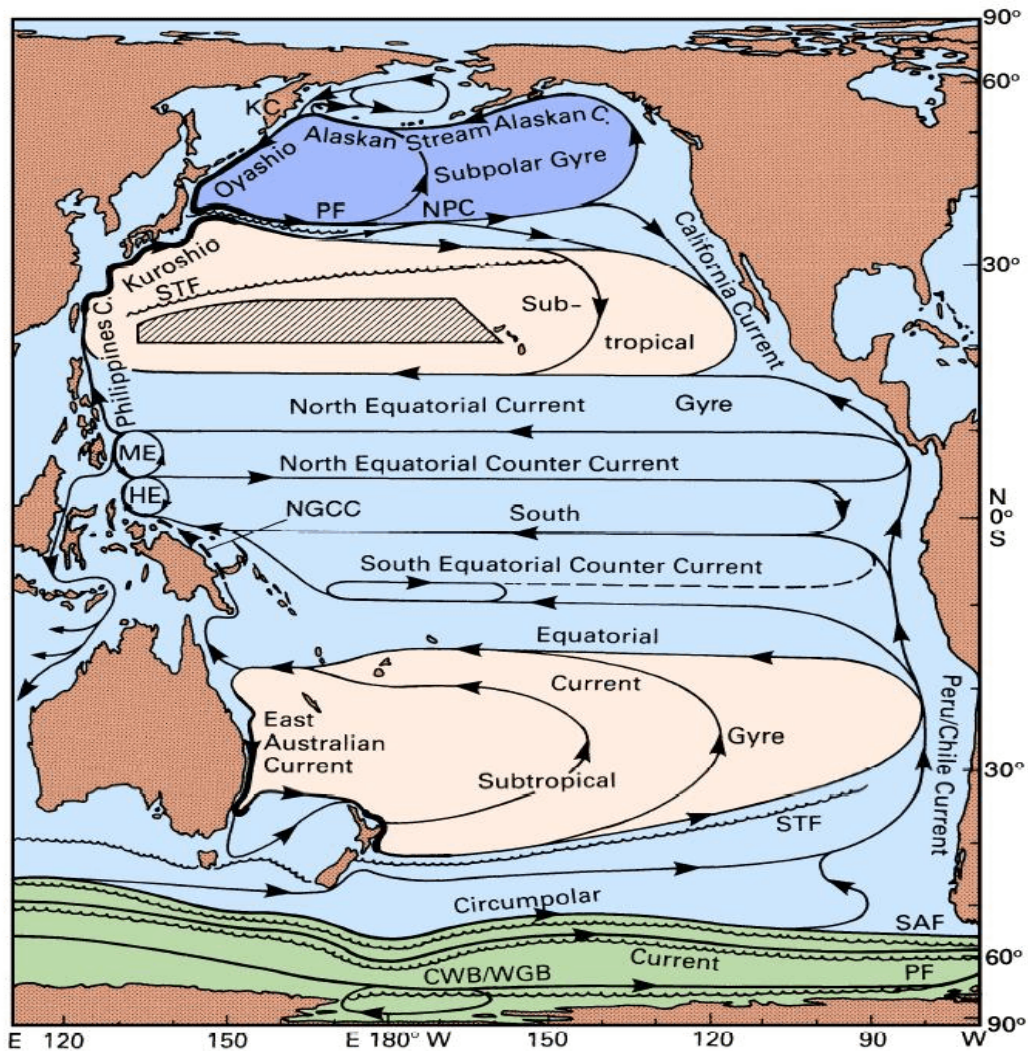 90°
60°
KC
Alaskan Stream
Alaskan C.
Oyashio
Subpolar Gyre
PF
NPC
Kuroshio
STF
California Current
30°
Sub-
tropical
Philippines C.
North Equatorial Current
Gyre
ME
North Equatorial Counter Current
HE
NGCC
South
N
0°
S
South Equatorial Counter Current
Equatorial
Current
East
Australian
Current
Gyre
Subtropical
Peru/Chile Current
30°
STF
Circumpolar
SAF
Current
60°
CWB/WGB
PF
90°
E 120
150
E 180° W
150
120
90
W